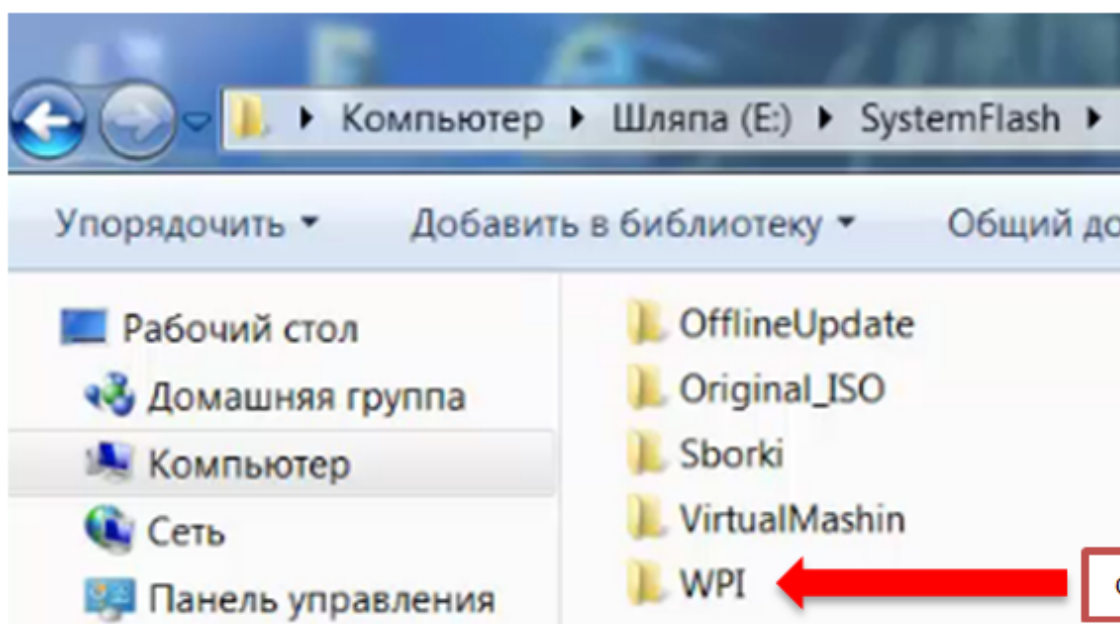 Компьютер Шляпа (E:) SystemFlash
Упорядочить Добавить в библиотеку Общий
Рабочий стол
Домашняя группа
Компьютер
Сеть
Панель управления
OfflineUpdate
Original_ISO
Sborki
VirtualMashin
WPI